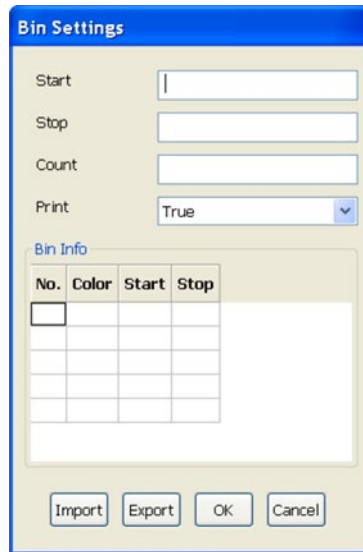 Bin Settings
Start
Stop
Count
Print True
Bin Info
No. Color Start Stop
Import Export OK Cancel